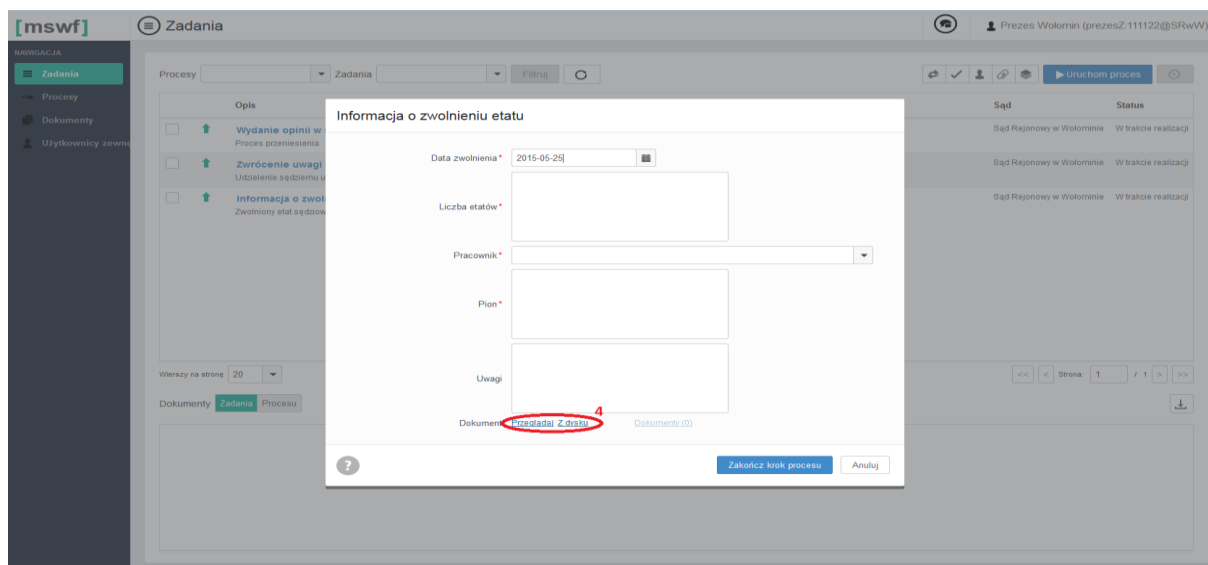 [mswf]
Zadania
Prezes Wołomin (prezesZ.111122@SRwW)
NAWIGACJA
Zadania
Procesy
Dokumenty
Użytkownicy zewnę
Procesy
Zadania
Filtruj
Uruchom proces
Opis
Sąd
Status
Wydanie opinii w
Proces przeniesienia
Sąd Rejonowy w Wołominie
W trakcie realizacji
Zwrócenie uwagi
Udzielenie sędziemu u
Sąd Rejonowy w Wołominie
W trakcie realizacji
Informacja o zwol
Zwolniony etat sędziow
Sąd Rejonowy w Wołominie
W trakcie realizacji
Informacja o zwolnieniu etatu
Data zwolnienia*
2015-05-25
Liczba etatów*
Pracownik*
Pion*
Uwagi
4
Dokument
Przeglądaj
Z dysku
Dokumenty (0)
?
Zakończ krok procesu
Anuluj
Wierszy na stronę
20
<<
<
Strona:
1
/ 1
>
>>
Dokumenty
Zadania
Procesu